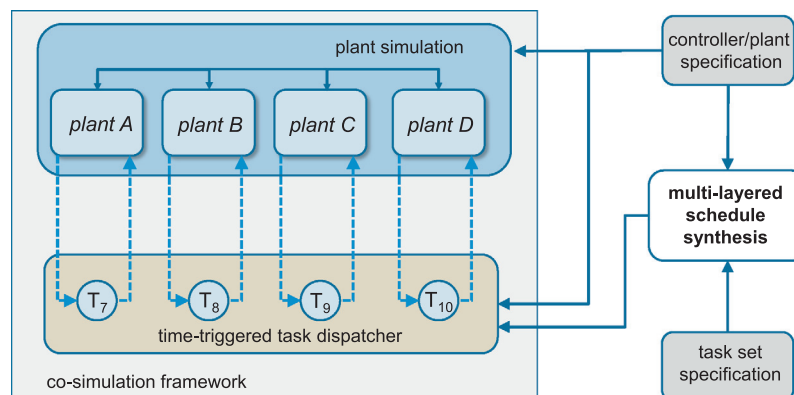 plant simulation
controller/plant
specification
plant A
plant B
plant C
plant D
multi-layered
schedule
synthesis
T7
T8
T9
T10
time-triggered task dispatcher
task set
specification
co-simulation framework